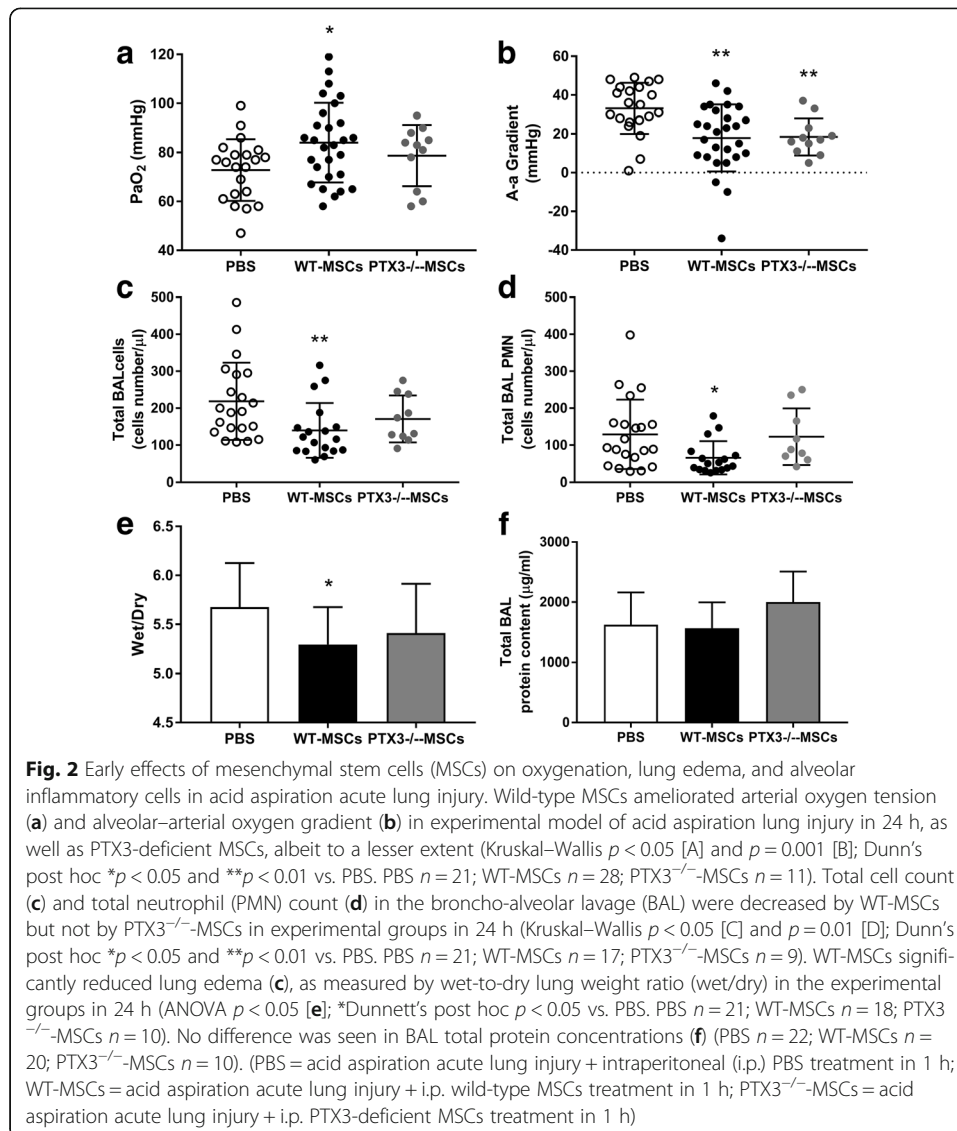 a
*
PaO2 (mmHg)
120
100
80
60
40
PBS
WT-MSCs
PTX3-/--MSCs
b
**
**
A-a Gradient
(mmHg)
60
40
20
0
-20
-40
PBS
WT-MSCs
PTX3-/--MSCs
c
**
Total BALcells
(cells number/μl)
500
400
300
200
100
0
PBS
WT-MSCs
PTX3-/--MSCs
d
*
Total BAL PMN
(cells number/μl)
500
400
300
200
100
0
PBS
WT-MSCs
PTX3-/--MSCs
e
*
Wet/Dry
6.5
6.0
5.5
5.0
4.5
PBS
WT-MSCs
PTX3-/--MSCs
f
Total BAL
protein content (μg/ml)
3000
2000
1000
0
PBS
WT-MSCs
PTX3-/--MSCs
Fig. 2 Early effects of mesenchymal stem cells (MSCs) on oxygenation, lung edema, and alveolar
inflammatory cells in acid aspiration acute lung injury. Wild-type MSCs ameliorated arterial oxygen tension
(a) and alveolar–arterial oxygen gradient (b) in experimental model of acid aspiration lung injury in 24 h, as
well as PTX3-deficient MSCs, albeit to a lesser extent (Kruskal–Wallis p < 0.05 [A] and p = 0.001 [B]; Dunn's
post hoc *p < 0.05 and **p < 0.01 vs. PBS. PBS n = 21; WT-MSCs n = 28; PTX3−/−-MSCs n = 11). Total cell count
(c) and total neutrophil (PMN) count (d) in the broncho-alveolar lavage (BAL) were decreased by WT-MSCs
but not by PTX3−/−-MSCs in experimental groups in 24 h (Kruskal–Wallis p < 0.05 [C] and p = 0.01 [D]; Dunn's
post hoc *p < 0.05 and **p < 0.01 vs. PBS. PBS n = 21; WT-MSCs n = 17; PTX3−/−-MSCs n = 9). WT-MSCs signifi-
cantly reduced lung edema (c), as measured by wet-to-dry lung weight ratio (wet/dry) in the experimental
groups in 24 h (ANOVA p < 0.05 [e]; *Dunnett's post hoc p < 0.05 vs. PBS. PBS n = 21; WT-MSCs n = 18; PTX3
−/−-MSCs n = 10). No difference was seen in BAL total protein concentrations (f) (PBS n = 22; WT-MSCs n =
20; PTX3−/−-MSCs n = 10). (PBS = acid aspiration acute lung injury + intraperitoneal (i.p.) PBS treatment in 1 h;
WT-MSCs = acid aspiration acute lung injury + i.p. wild-type MSCs treatment in 1 h; PTX3−/−-MSCs = acid
aspiration acute lung injury + i.p. PTX3-deficient MSCs treatment in 1 h)